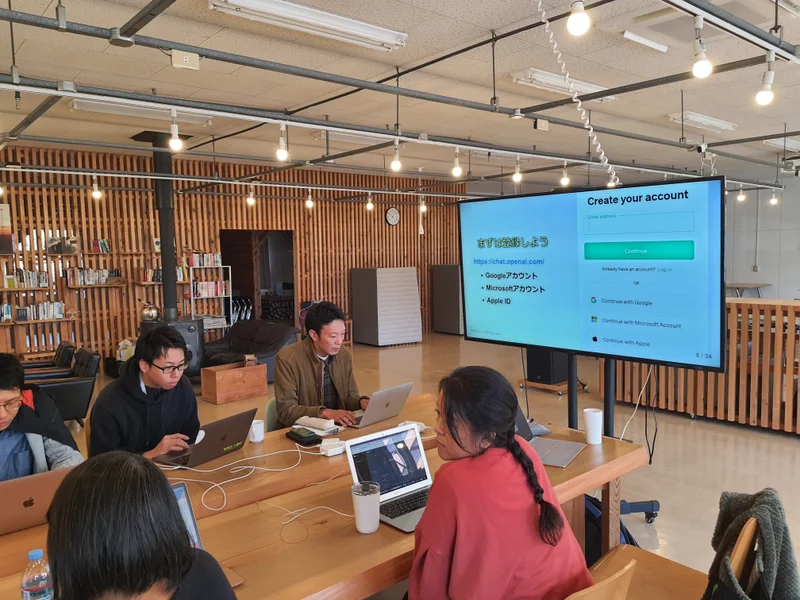 まずは登録しよう
https://chat.openai.com/
• Googleアカウント
• Microsoftアカウント
• Apple ID
Create your account
Email address
Continue
Already have an account? Log in
OR
Continue with Google
Continue with Microsoft Account
Continue with Apple
8 / 34